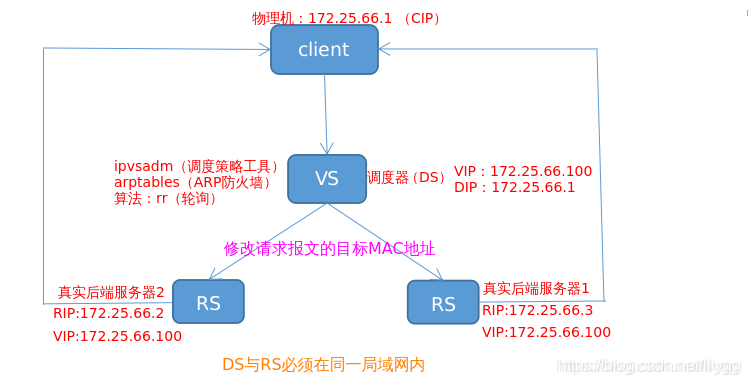 物理机：172.25.66.1 （CIP）
client
ipvsadm（调度策略工具）
arptables（ARP防火墙）
算法：rr（轮询）
VS
调度器（DS）
VIP：172.25.66.100
DIP：172.25.66.1
修改请求报文的目标MAC地址
真实后端服务器2
RIP:172.25.66.2
VIP:172.25.66.100
RS
RS
真实后端服务器1
RIP:172.25.66.3
VIP:172.25.66.100
DS与RS必须在同一局域网内
https://blog.csdn.net/lllygg